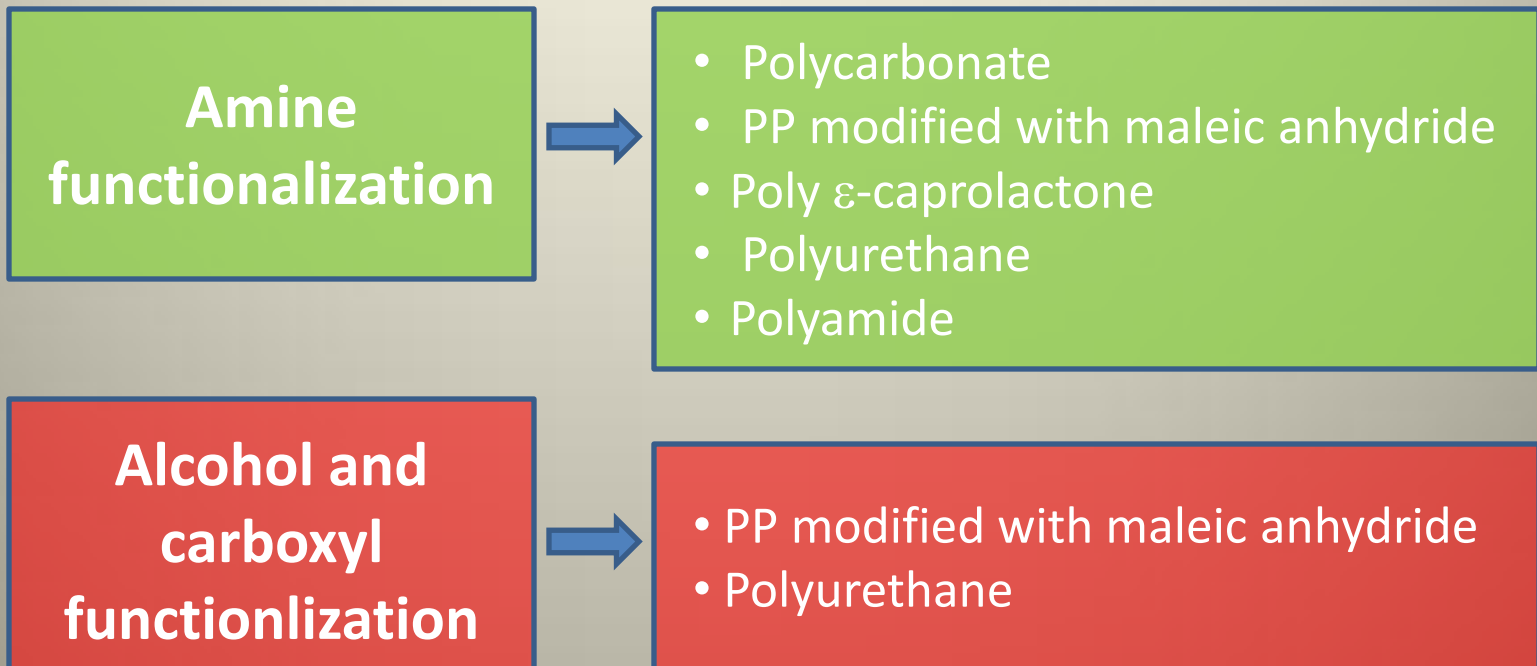 Amine
functionalization
• Polycarbonate
• PP modified with maleic anhydride
• Poly ε-caprolactone
• Polyurethane
• Polyamide
Alcohol and
carboxyl
functionlization
• PP modified with maleic anhydride
• Polyurethane